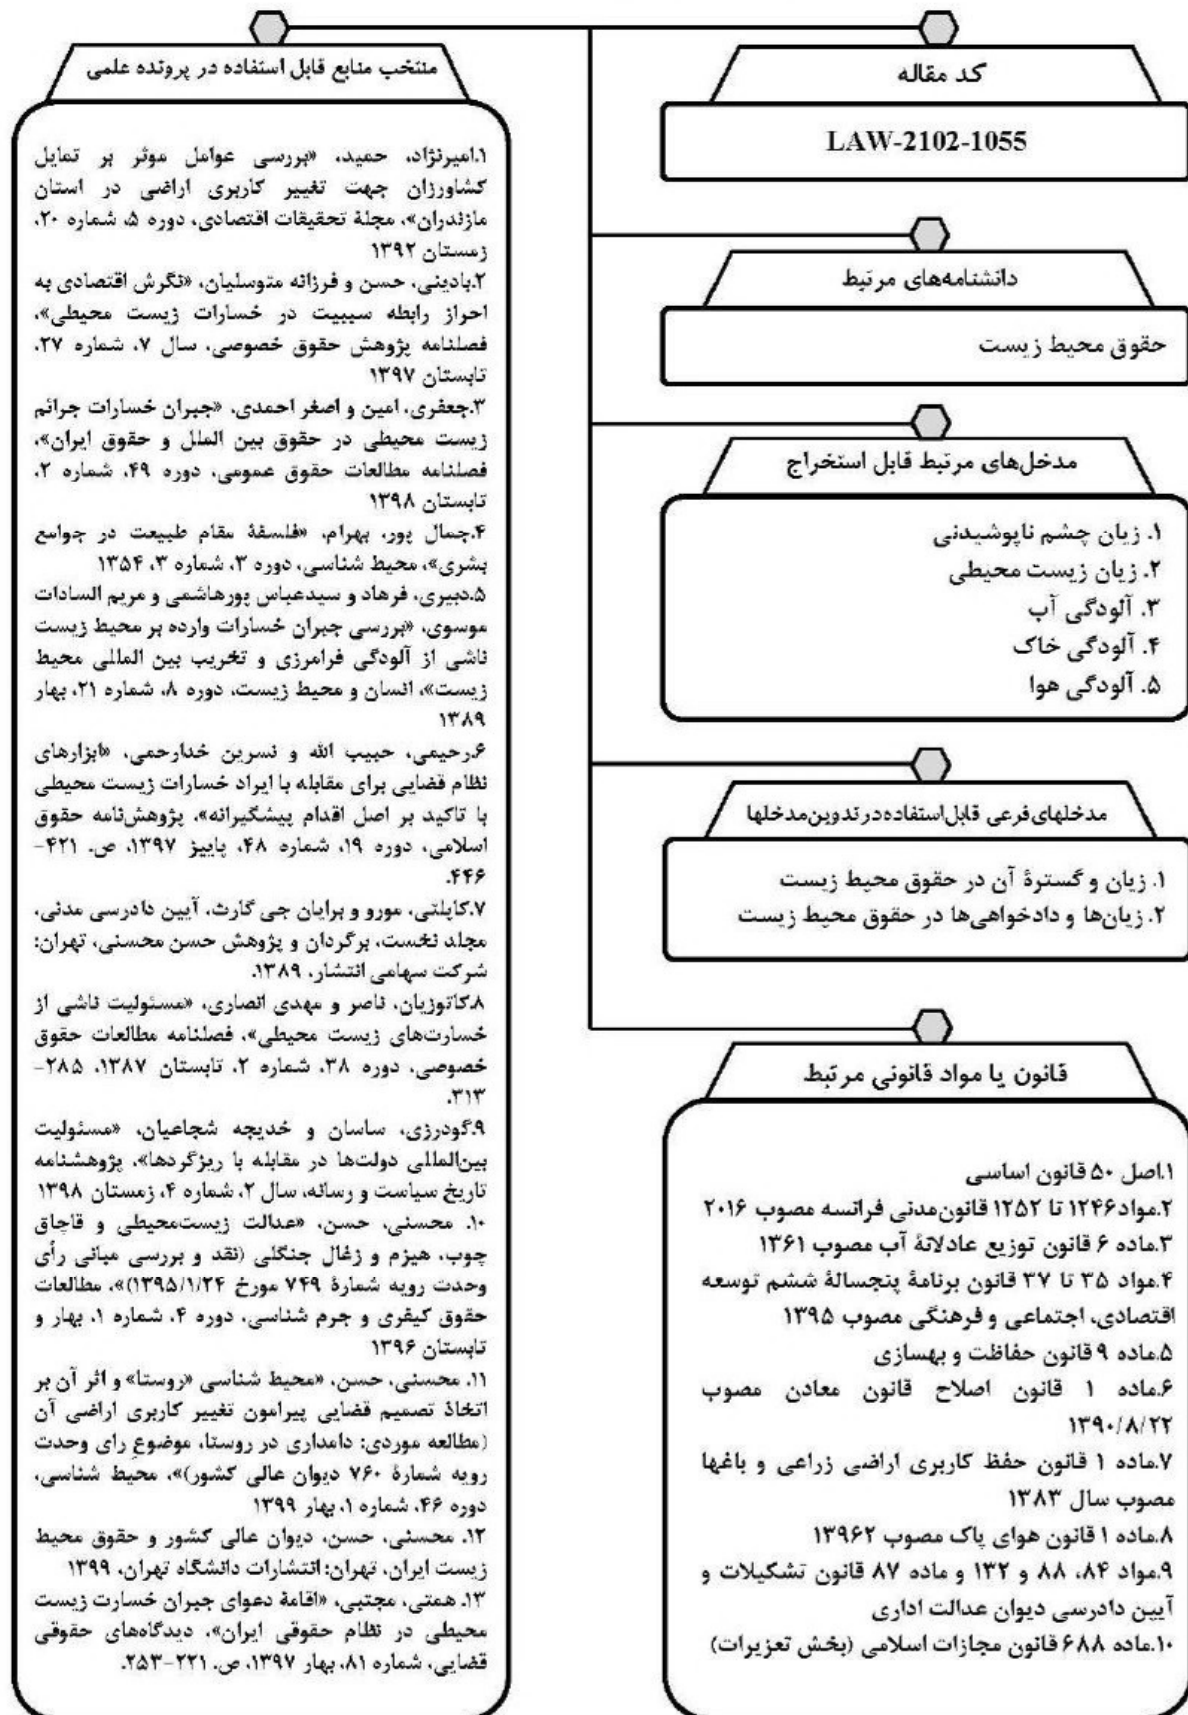 کد مقاله
LAW-2102-1055
دانشنامه‌های مرتبط
حقوق محیط زیست
مدخل‌های مرتبط قابل استخراج
۱. زیان چشم ناپوشیدنی
۲. زیان زیست محیطی
۳. آلودگی آب
۴. آلودگی خاک
۵. آلودگی هوا
مدخلهای فرعی قابل استفاده در تدوین مدخلها
۱. زیان و گسترهٔ آن در حقوق محیط زیست
۲. زیان‌ها و دادخواهی‌ها در حقوق محیط زیست
قانون یا مواد قانونی مرتبط
۱.اصل ۵۰ قانون اساسی
۲.مواد۱۲۴۶ تا ۱۲۵۲ قانون‌مدنی فرانسه مصوب ۲۰۱۶
۳.ماده ۶ قانون توزیع عادلانهٔ آب مصوب ۱۳۶۱
۴.مواد ۳۵ تا ۳۷ قانون برنامهٔ پنجسالهٔ ششم توسعه
اقتصادی، اجتماعی و فرهنگی مصوب ۱۳۹۵
۵.ماده ۹ قانون حفاظت و بهسازی
۶.ماده ۱ قانون اصلاح قانون معادن مصوب
۱۳۹۰/۸/۲۲
۷.ماده ۱ قانون حفظ کاربری اراضی زراعی و باغها
مصوب سال ۱۳۸۳
۸.ماده ۱ قانون هوای پاک مصوب ۱۳۹۶۲
۹.مواد ۸۴، ۸۸ و ۱۳۲ و ماده ۸۷ قانون تشکیلات و
آیین دادرسی دیوان عدالت اداری
۱۰.ماده ۶۸۸ قانون مجازات اسلامی (بخش تعزیرات)
منتخب منابع قابل استفاده در پرونده علمی
۱.امیرنژاد، حمید، «بررسی عوامل موثر بر تمایل
کشاورزان جهت تغییر کاربری اراضی در استان
مازندران»، مجلهٔ تحقیقات اقتصادی، دوره ۵، شماره ۲۰،
زمستان ۱۳۹۲
۲.بادینی، حسن و فرزانه متوسلیان، «نگرش اقتصادی به
احراز رابطه سببیت در خسارات زیست محیطی»،
فصلنامه پژوهش حقوق خصوصی، سال ۷، شماره ۲۷،
تابستان ۱۳۹۷
۳.جعفری، امین و اصغر احمدی، «جبران خسارات جرائم
زیست محیطی در حقوق بین الملل و حقوق ایران»،
فصلنامه مطالعات حقوق عمومی، دوره ۴۹، شماره ۲،
تابستان ۱۳۹۸
۴.جمال پور، بهرام، «فلسفهٔ مقام طبیعت در جوامع
بشری»، محیط شناسی، دوره ۳، شماره ۳، ۱۳۵۴
۵.دبیری، فرهاد و سیدعباس پورهاشمی و مریم السادات
موسوی، «بررسی جبران خسارات وارده بر محیط زیست
ناشی از آلودگی فرامرزی و تخریب بین المللی محیط
زیست»، انسان و محیط زیست، دوره ۸، شماره ۲۱، بهار
۱۳۸۹
۶.رحیمی، حبیب الله و نسرین خدارحمی، «ابزارهای
نظام قضایی برای مقابله با ایراد خسارات زیست محیطی
با تاکید بر اصل اقدام پیشگیرانه»، پژوهش‌نامه حقوق
اسلامی، دوره ۱۹، شماره ۴۸، پاییز ۱۳۹۷، ص. ۴۲۱-
۴۴۶.
۷.کاپلتی، مورو و برایان جی گارث، آیین دادرسی مدنی،
مجلد نخست، برگردان و پژوهش حسن محسنی، تهران:
شرکت سهامی انتشار، ۱۳۸۹.
۸.کاتوزیان، ناصر و مهدی انصاری، «مسئولیت ناشی از
خسارت‌های زیست محیطی»، فصلنامه مطالعات حقوق
خصوصی، دوره ۳۸، شماره ۲، تابستان ۱۳۸۷، ۲۸۵-
۳۱۳.
۹.گودرزی، ساسان و خدیجه شجاعیان، «مسئولیت
بین‌المللی دولت‌ها در مقابله با ریزگردها»، پژوهشنامه
تاریخ سیاست و رسانه، سال ۲، شماره ۴، زمستان ۱۳۹۸
۱۰. محسنی، حسن، «عدالت زیست‌محیطی و قاچاق
چوب، هیزم و زغال جنگلی (نقد و بررسی مبانی رأی
وحدت رویه شمارهٔ ۷۴۹ مورخ ۱۳۹۵/۱/۲۴)»، مطالعات
حقوق کیفری و جرم شناسی، دوره ۴، شماره ۱، بهار و
تابستان ۱۳۹۶
۱۱. محسنی، حسن، «محیط شناسی «روستا» و اثر آن بر
اتخاذ تصمیم قضایی پیرامون تغییر کاربری اراضی آن
(مطالعه موردی: دامداری در روستا، موضوعِ رای وحدت
رویه شمارهٔ ۷۶۰ دیوان عالی کشور)»، محیط شناسی،
دوره ۴۶، شماره ۱، بهار ۱۳۹۹
۱۲. محسنی، حسن، دیوان عالی کشور و حقوق محیط
زیست ایران، تهران: انتشارات دانشگاه تهران، ۱۳۹۹
۱۳. همتی، مجتبی، «اقامهٔ دعوای جبران خسارت زیست
محیطی در نظام حقوقی ایران»، دیدگاه‌های حقوقی
قضایی، شماره ۸۱، بهار ۱۳۹۷، ص. ۲۲۱-۲۵۳.